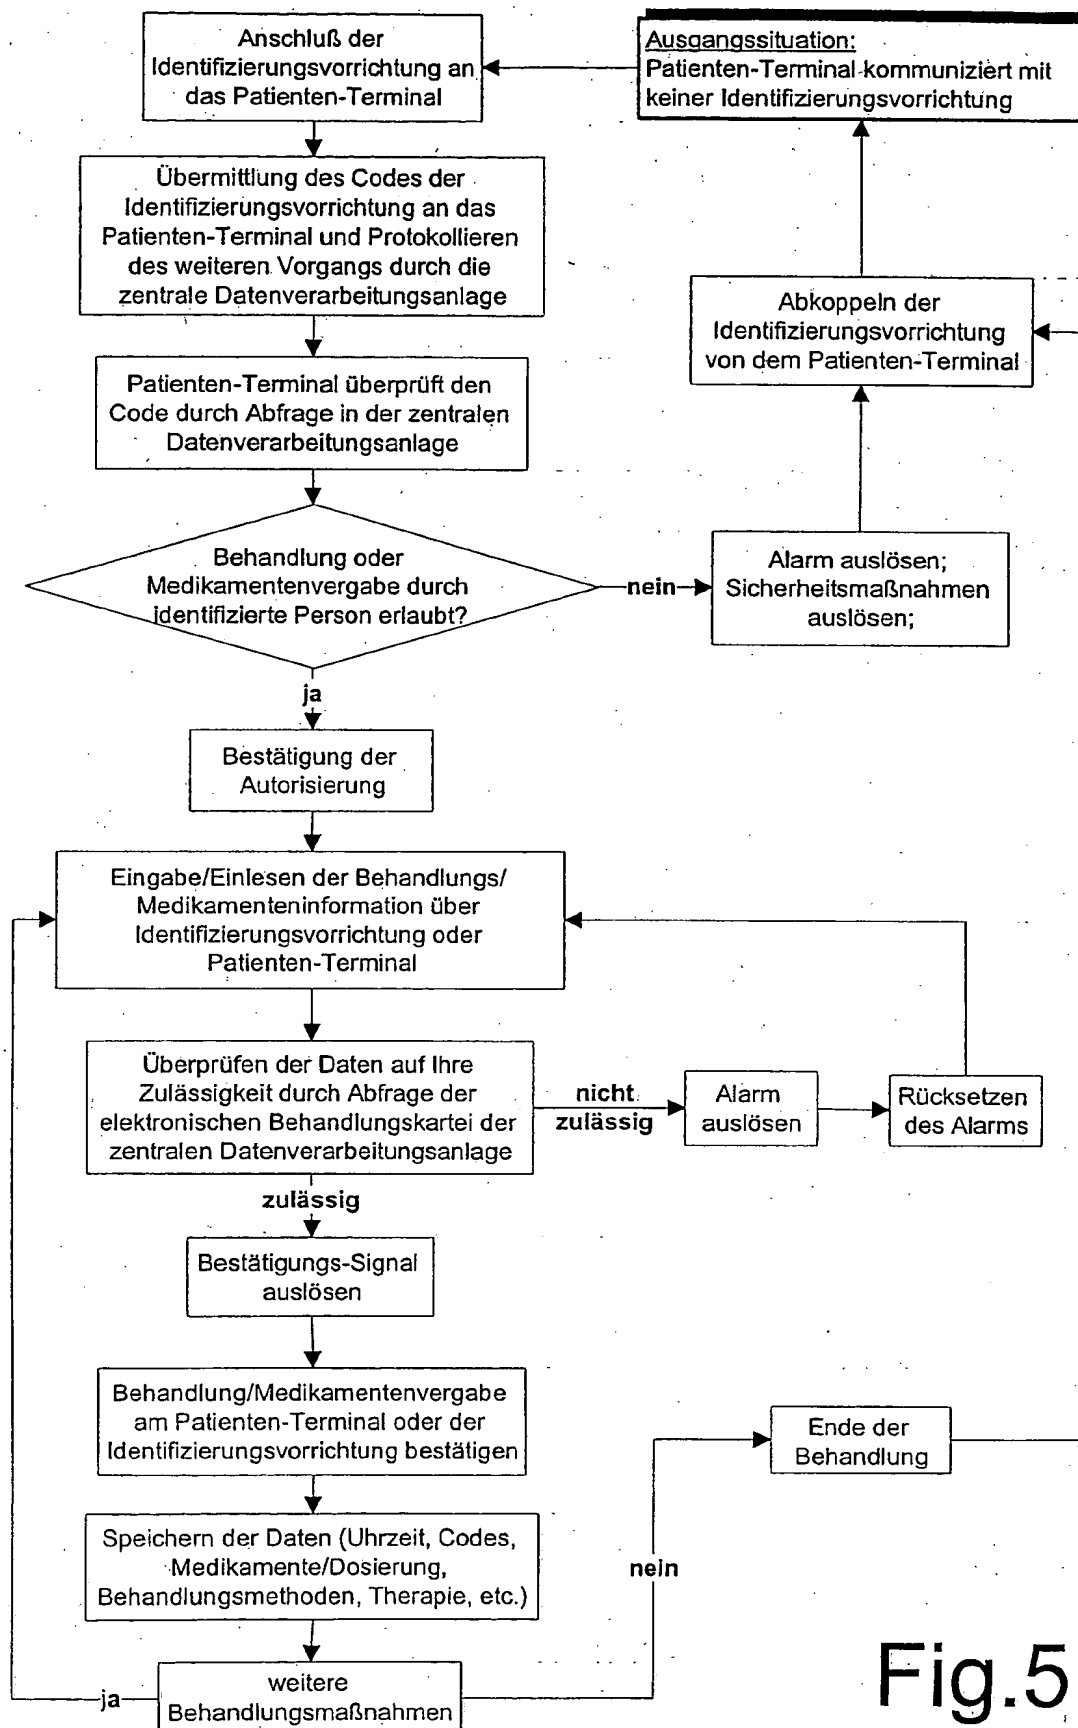 Anschluß der
Identifizierungsvorrichtung an
das Patienten-Terminal
Ausgangssituation:
Patienten-Terminal kommuniziert mit
keiner Identifizierungsvorrichtung
Übermittlung des Codes der
Identifizierungsvorrichtung an das
Patienten-Terminal und Protokollieren
des weiteren Vorgangs durch die
zentrale Datenverarbeitungsanlage
Abkoppeln der
Identifizierungsvorrichtung
von dem Patienten-Terminal
Patienten-Terminal überprüft den
Code durch Abfrage in der zentralen
Datenverarbeitungsanlage
Behandlung oder
Medikamentenvergabe durch
identifizierte Person erlaubt?
nein
Alarm auslösen;
Sicherheitsmaßnahmen
auslösen;
ja
Bestätigung der
Autorisierung
Eingabe/Einlesen der Behandlungs/
Medikamenteninformation über
Identifizierungsvorrichtung oder
Patienten-Terminal
Überprüfen der Daten auf Ihre
Zulässigkeit durch Abfrage der
elektronischen Behandlungskartei der
zentralen Datenverarbeitungsanlage
nicht
zulässig
Alarm
auslösen
Rücksetzen
des Alarms
zulässig
Bestätigungs-Signal
auslösen
Behandlung/Medikamentenvergabe
am Patienten-Terminal oder der
Identifizierungsvorrichtung bestätigen
Ende der
Behandlung
Speichern der Daten (Uhrzeit, Codes,
Medikamente/Dosierung,
Behandlungsmethoden, Therapie, etc.)
nein
weitere
Behandlungsmaßnahmen
ja
Fig.5